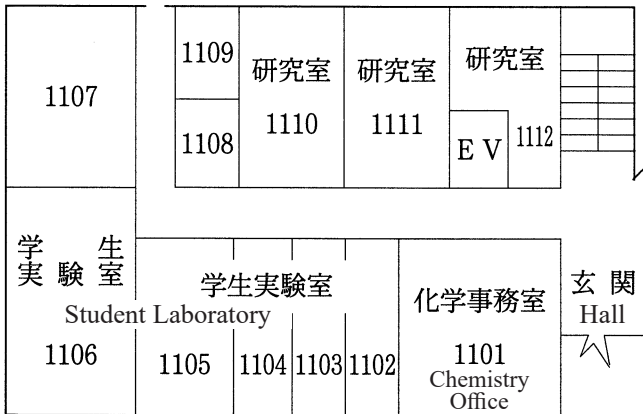 1107
1109
1108
研究室
1110
研究室
1111
研究室
1112
EV
学生
実験室
Student Laboratory
1106
学生実験室
1105
1104
1103
1102
化学事務室
1101
Chemistry
Office
玄関
Hall